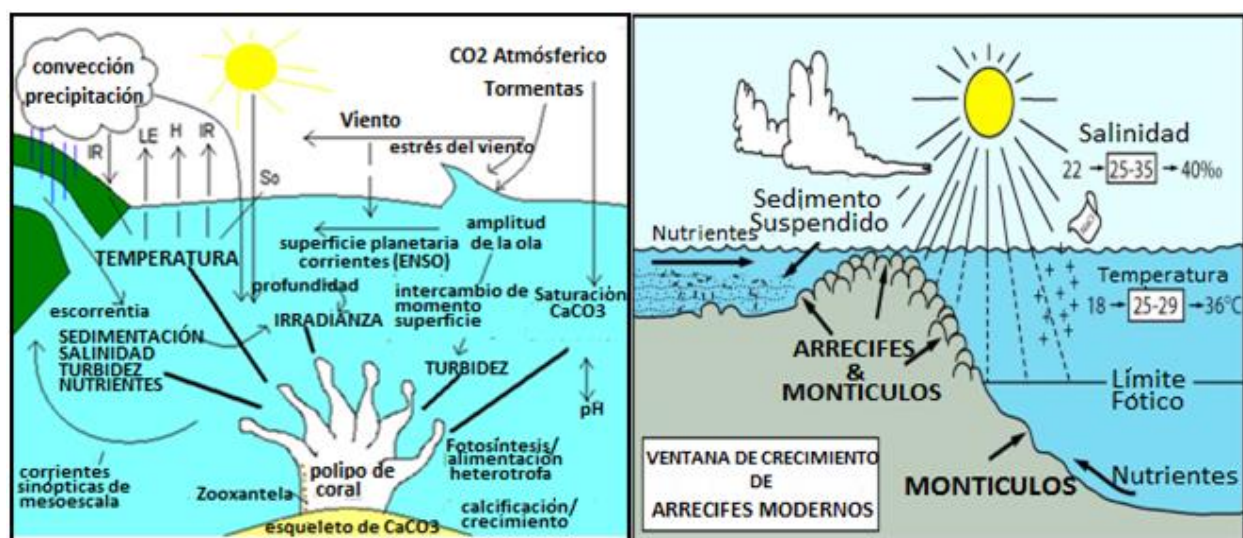 convección
precipitación
CO2 Atmósferico
Tormentas
Viento
estrés del viento
IR
LE
H
IR
So
TEMPERATURA
superficie planetaria
corrientes (ENSO)
amplitud
de la ola
profundidad
escorrentia
SEDIMENTACIÓN
SALINIDAD
TURBIDEZ
NUTRIENTES
IRRADIANZA
intercambio de
momento
superficie
Saturación
CaCO3
TURBIDEZ
pH
corrientes
sinópticas de
mesoescala
Zooxantela
polipo de
coral
Fotosíntesis/
alimentación
heterotrofa
calcificación/
crecimiento
esqueleto de CaCO3
Salinidad
22 → 25-35 → 40‰
Sedimento
Suspendido
Nutrientes
Temperatura
18 → 25-29 → 36°C
ARRECIFES
&
MONTICULOS
Límite
Fótico
VENTANA DE CRECIMIENTO
DE
ARRECIFES MODERNOS
MONTICULOS
Nutrientes